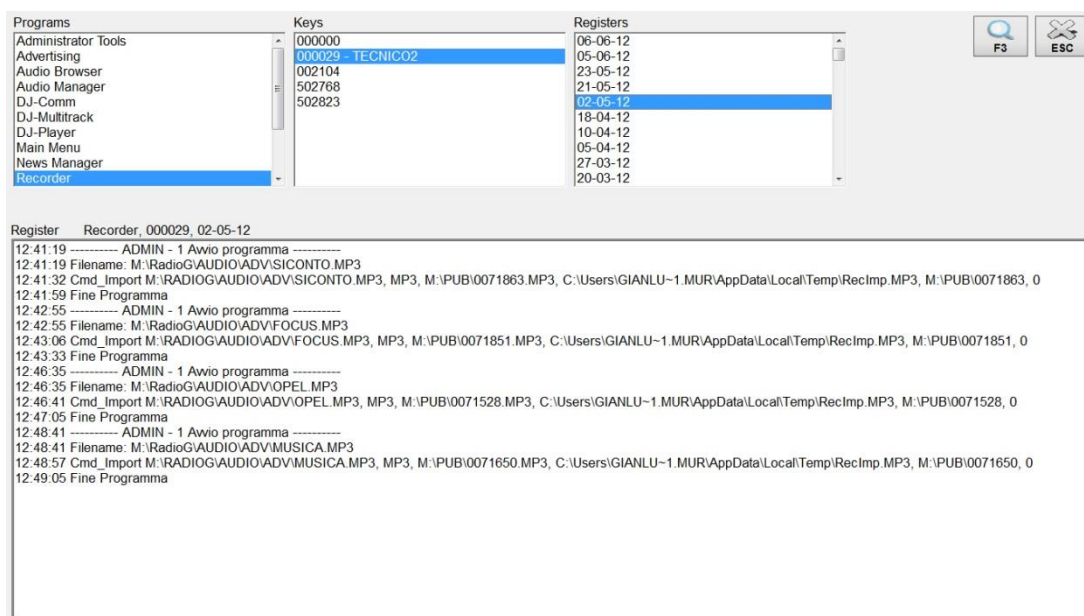 Programs
Administrator Tools
Advertising
Audio Browser
Audio Manager
DJ-Comm
DJ-Multitrack
DJ-Player
Main Menu
News Manager
Recorder
Keys
000000
000029 - TECNICO2
002104
502768
502823
Registers
06-06-12
05-06-12
23-05-12
21-05-12
02-05-12
18-04-12
10-04-12
05-04-12
27-03-12
20-03-12
F3
ESC
Register Recorder, 000029, 02-05-12
12:41:19 ---------- ADMIN - 1 Avvio programma ----------
12:41:19 Filename: M:\RadioG\AUDIO\ADV\SICONTO.MP3
12:41:32 Cmd_Import M:\RADIOG\AUDIO\ADV\SICONTO.MP3, MP3, M:\PUB\0071863.MP3, C:\Users\GIANLU~1.MUR\AppData\Local\Temp\RecImp.MP3, M:\PUB\0071863, 0
12:41:59 Fine Programma
12:42:55 ---------- ADMIN - 1 Avvio programma ----------
12:42:55 Filename: M:\RadioG\AUDIO\ADV\FOCUS.MP3
12:43:06 Cmd_Import M:\RADIOG\AUDIO\ADV\FOCUS.MP3, MP3, M:\PUB\0071851.MP3, C:\Users\GIANLU~1.MUR\AppData\Local\Temp\RecImp.MP3, M:\PUB\0071851, 0
12:43:33 Fine Programma
12:46:35 ---------- ADMIN - 1 Avvio programma ----------
12:46:35 Filename: M:\RadioG\AUDIO\ADV\OPEL.MP3
12:46:41 Cmd_Import M:\RADIOG\AUDIO\ADV\OPEL.MP3, MP3, M:\PUB\0071528.MP3, C:\Users\GIANLU~1.MUR\AppData\Local\Temp\RecImp.MP3, M:\PUB\0071528, 0
12:47:05 Fine Programma
12:48:41 ---------- ADMIN - 1 Avvio programma ----------
12:48:41 Filename: M:\RadioG\AUDIO\ADV\MUSICA.MP3
12:48:57 Cmd_Import M:\RADIOG\AUDIO\ADV\MUSICA.MP3, MP3, M:\PUB\0071650.MP3, C:\Users\GIANLU~1.MUR\AppData\Local\Temp\RecImp.MP3, M:\PUB\0071650, 0
12:49:05 Fine Programma